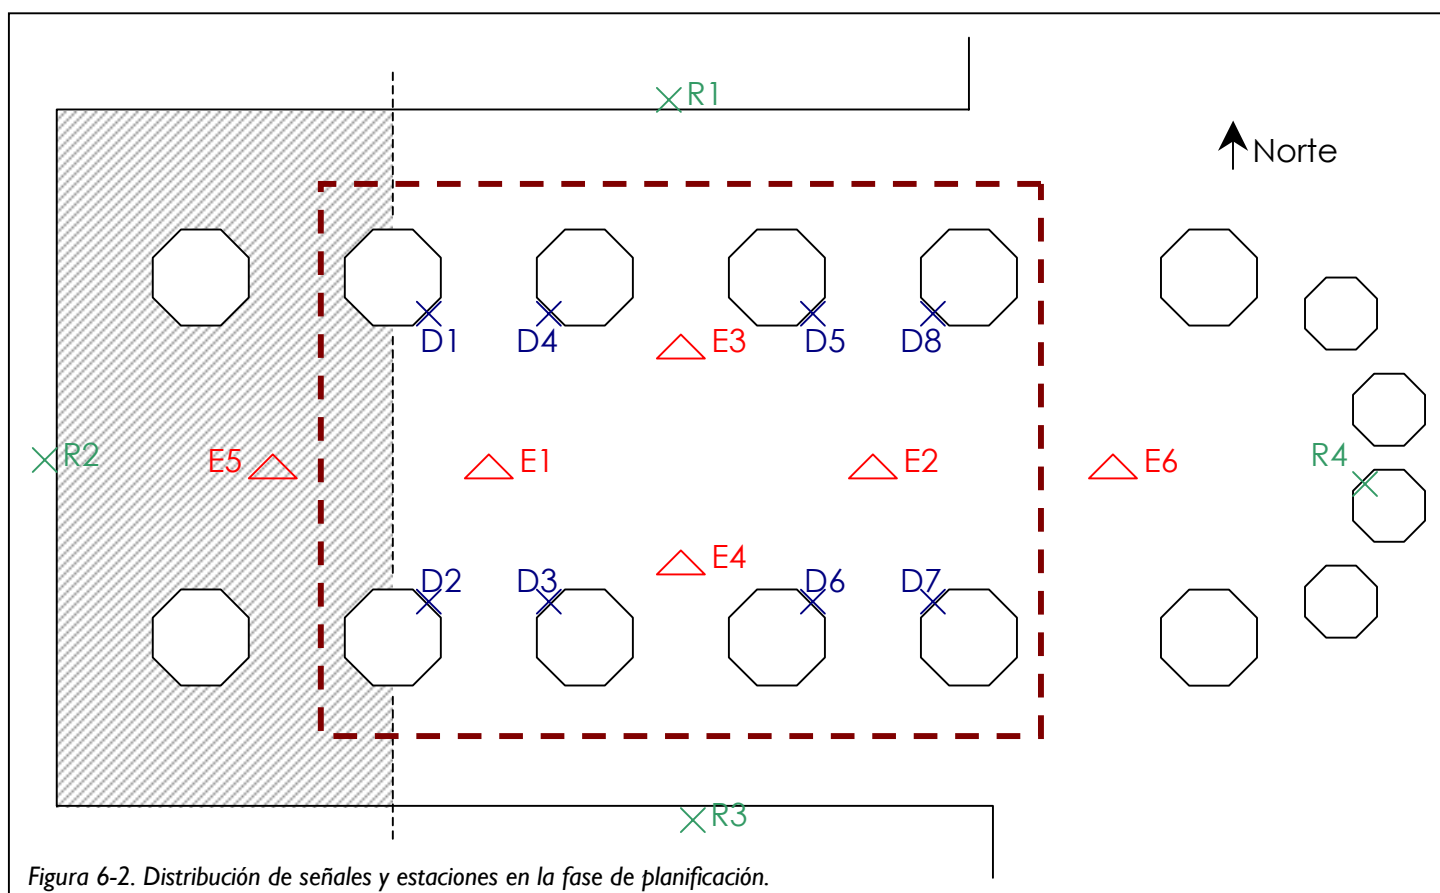 R1
Norte
D1
D4
E3
D5
D8
R2
E5
E1
E2
E6
R4
D2
D3
E4
D6
D7
R3
Figura 6-2. Distribución de señales y estaciones en la fase de planificación.